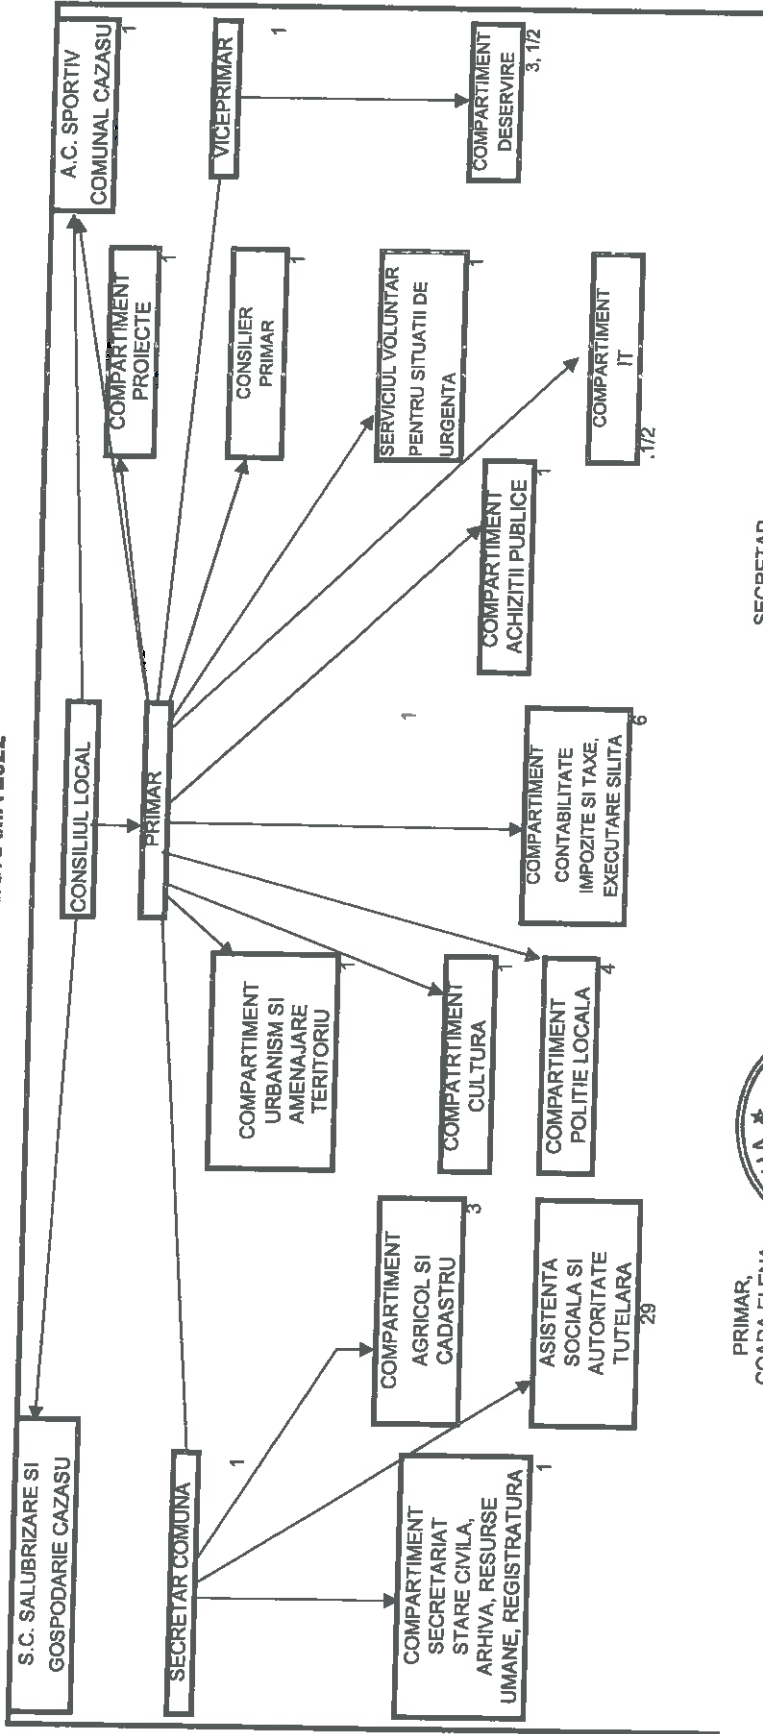 S.C. SALUBRIZARE SI
GOSPODARIE CAZASU
CONSILIUL LOCAL
A.C. SPORTIV
COMUNAL CAZASU
1
PRIMAR
COMPARTIMENT
PROIECTE
1
SECRETAR COMUNA
1
VICEPRIMAR
1
CONSILIER
PRIMAR
1
COMPARTIMENT
URBANISM SI
AMENAJARE
TERITORIU
1
SERVICIUL VOLUNTAR
PENTRU SITUATII DE
URGENTA
1
COMPARTIMENT
AGRICOL SI
CADASTRU
3
1
COMPARTIMENT
SECRETARIAT
STARE CIVILA,
ARHIVA, RESURSE
UMANE, REGISTRATURA
1
COMPATRTIMENT
CULTURA
1
COMPARTIMENT
DESERVIRE
3, 1/2
COMPARTIMENT
ACHIZITII PUBLICE
1
ASISTENTA
SOCIALA SI
AUTORITATE
TUTELARA
29
COMPARTIMENT
POLITIE LOCALA
4
COMPARTIMENT
CONTABILITATE
IMPOZITE SI TAXE,
EXECUTARE SILITA
6
COMPARTIMENT
IT
.1/2
PRIMAR,
SECRETAR